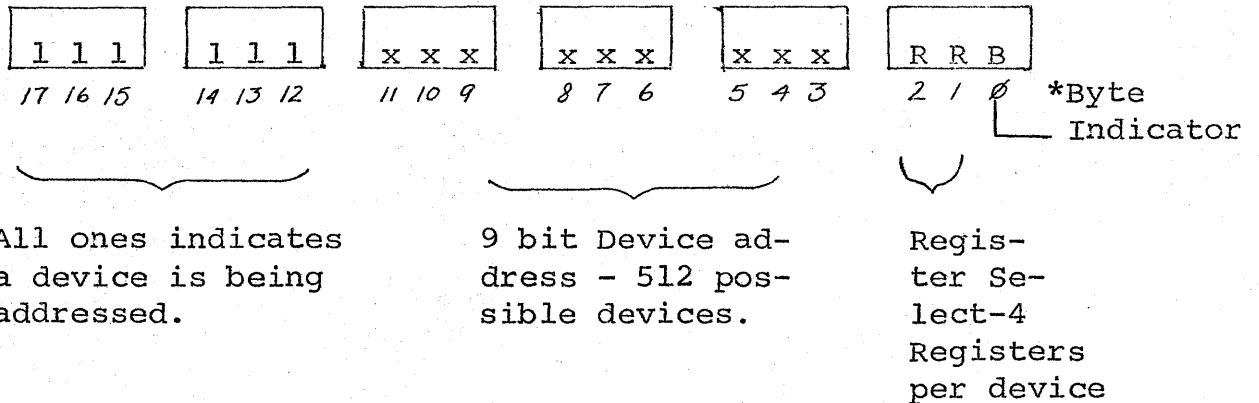 1 1 1 1 1 1 x x x x x x x x x R R B
17 16 15 14 13 12 11 10 9 8 7 6 5 4 3 2 1 0 *Byte
Indicator
All ones indicates
a device is being
addressed.
9 bit Device ad-
dress - 512 pos-
sible devices.
Regis-
ter Se-
lect-4
Registers
per device